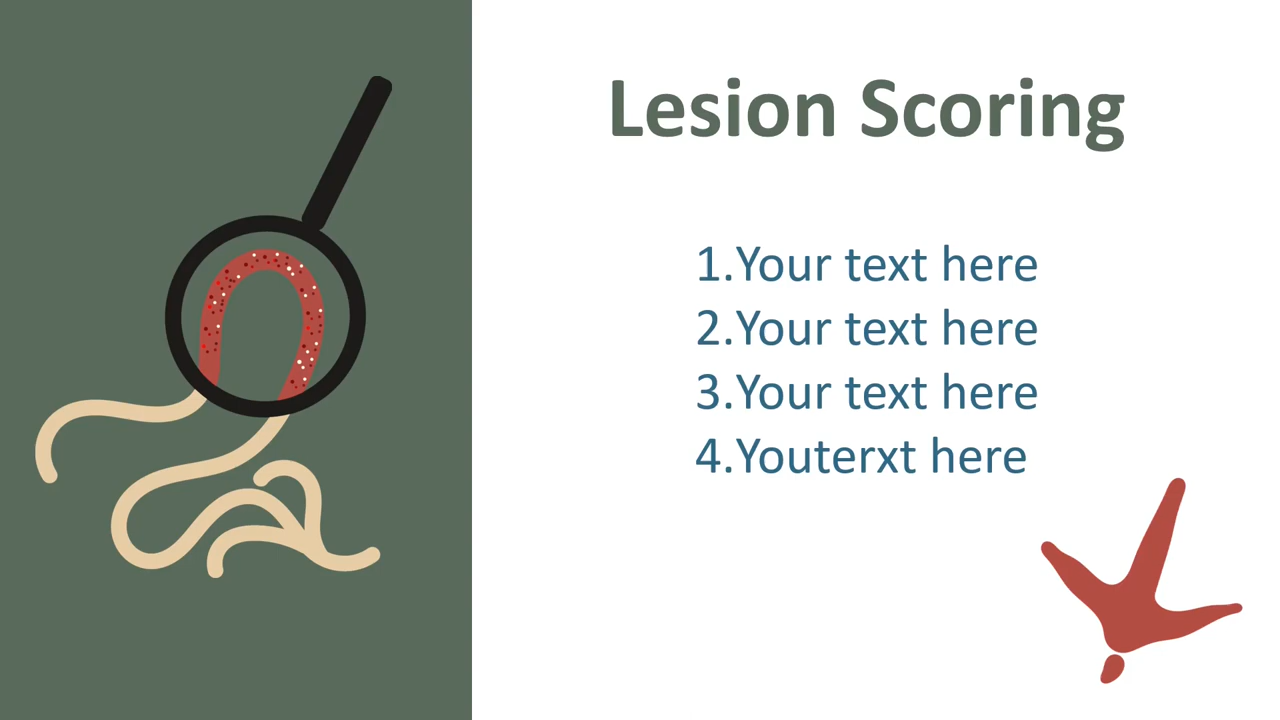 Lesion Scoring
1.Your text here
2.Your text here
3.Your text here
4.Youterxt here